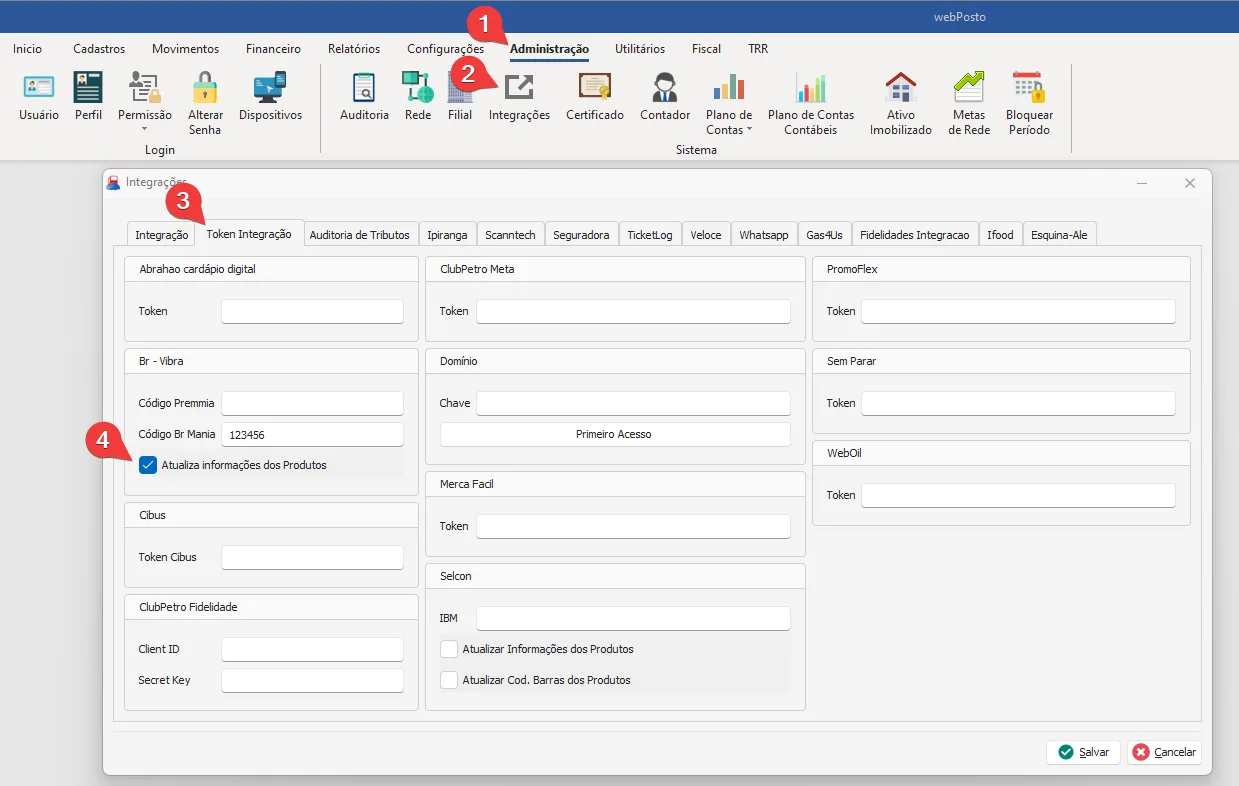 webPosto
1
Inicio Cadastros Movimentos Financeiro Relatórios Configurações Administração Utilitários Fiscal TRR
2
Usuário Perfil Permissão Alterar Senha Dispositivos Auditoria Rede Filial Integrações Certificado Contador Plano de Contas Plano de Contas Contábeis Ativo Imobilizado Metas de Rede Bloquear Período
Login Sistema
Integrações
3
Integração Token Integração Auditoria de Tributos Ipiranga Scanntech Seguradora TicketLog Veloce Whatsapp Gas4Us Fidelidades Integracao Ifood Esquina-Ale
Abrahao cardápio digital
Token
Br - Vibra
Código Premmia
Código Br Mania 123456
4
Atualiza informações dos Produtos
Cibus
Token Cibus
ClubPetro Fidelidade
Client ID
Secret Key
ClubPetro Meta
Token
Domínio
Chave
Primeiro Acesso
Merca Facil
Token
Selcon
IBM
Atualizar Informações dos Produtos
Atualizar Cod. Barras dos Produtos
PromoFlex
Token
Sem Parar
Token
WebOil
Token
Salvar Cancelar